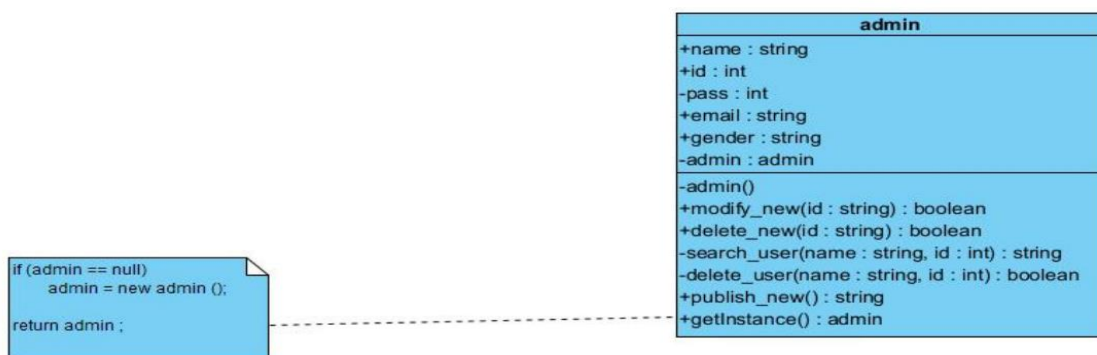 admin
+name : string
+id : int
-pass : int
+email : string
+gender : string
-admin : admin
-admin()
+modify_new(id : string) : boolean
+delete_new(id : string) : boolean
-search_user(name : string, id : int) : string
-delete_user(name : string, id : int) : boolean
+publish_new() : string
+getInstance() : admin
if (admin == null)
admin = new admin ();
return admin ;